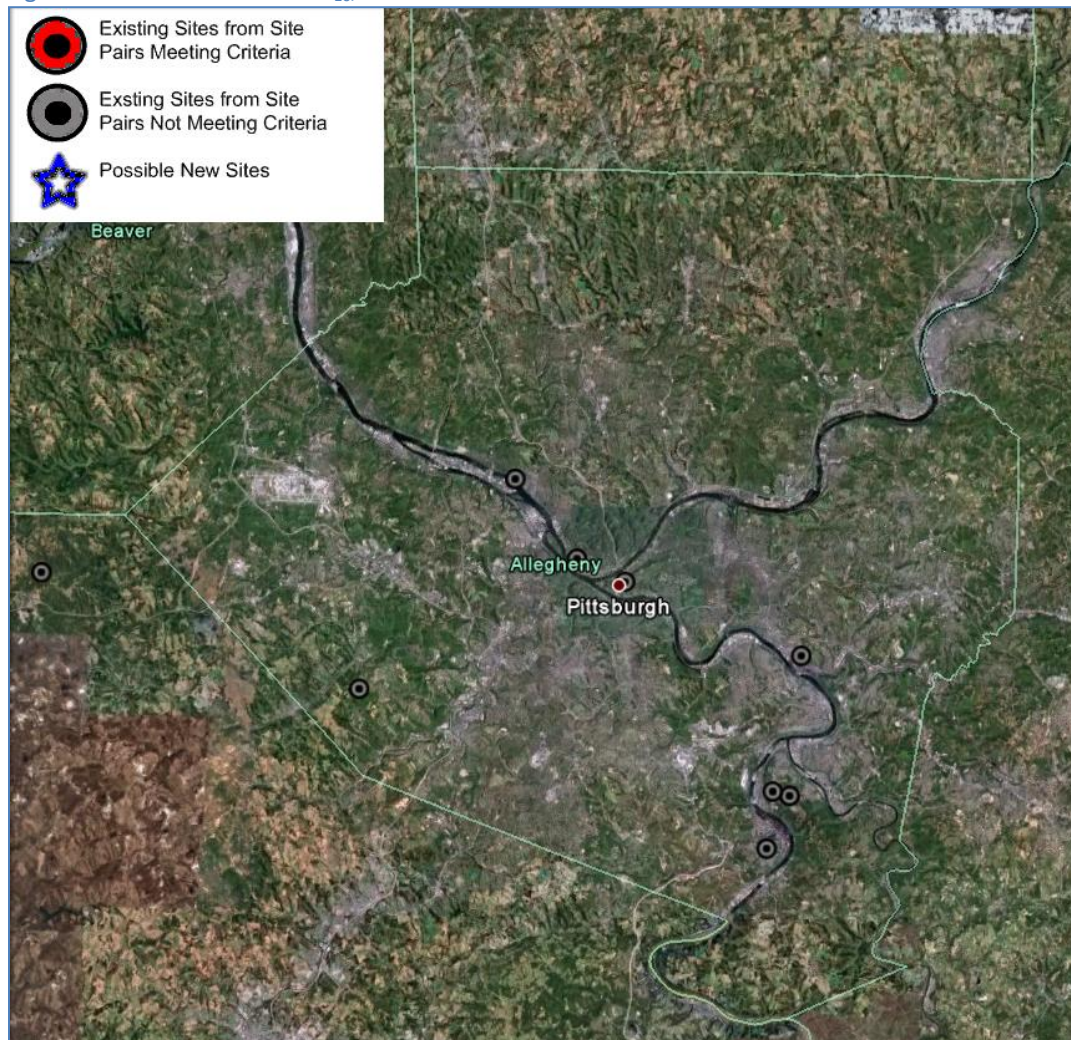 Existing Sites from Site
Pairs Meeting Criteria
Exsting Sites from Site
Pairs Not Meeting Criteria
Possible New Sites
Beaver
Allegheny
Pittsburgh